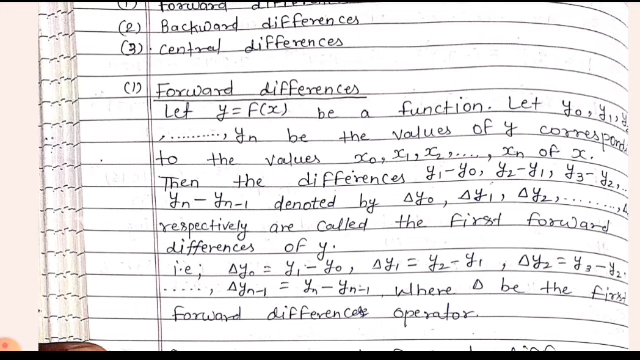 (1) Forward
(2) Backward differences
(3). Central differences
(1) Forward differences
Let y=F(x) be a function. Let y₀, y₁,
..........., yn be the values of y
to the values x₀, x₁, x₂, ....., xn of x.
Then the differences y₁-y₀, y₂-y₁, y₃-y₂,
yn - yn-1 denoted by Δy₀, Δy₁, Δy₂, .........,
respectively are called the first forward
differences of y.
i.e; Δy₀ = y₁ - y₀, Δy₁ = y₂ - y₁, Δy₂ = y₃ - y₂.
....., Δyn-1 = yn - yn-1, where Δ be the first
forward differences operator.